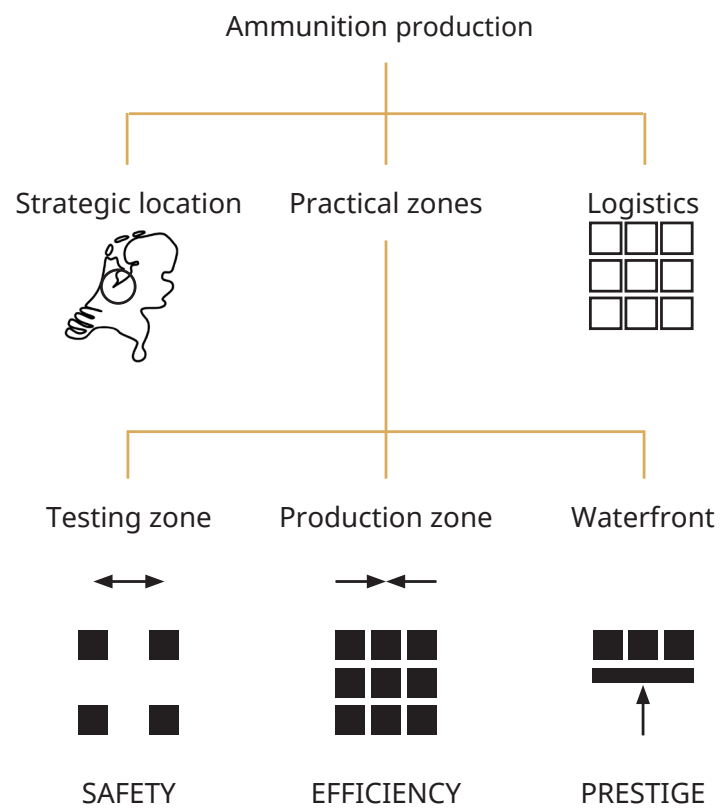 Ammunition production
Strategic location
Practical zones
Logistics
Testing zone
Production zone
Waterfront
SAFETY
EFFICIENCY
PRESTIGE